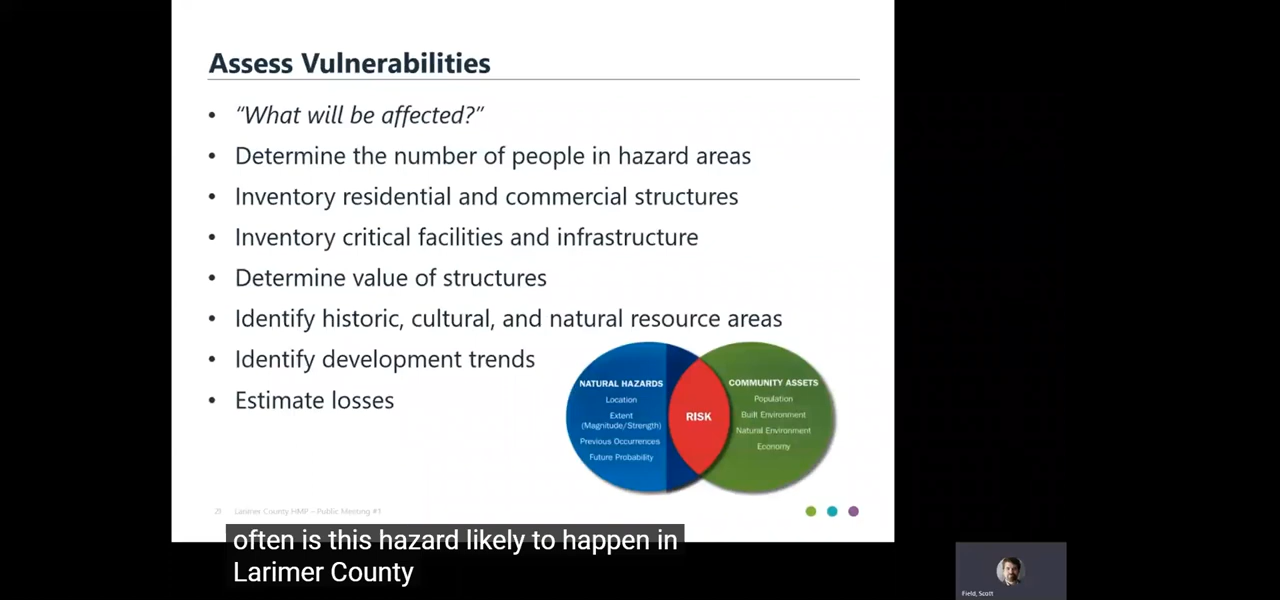 Assess Vulnerabilities
• “What will be affected?”
• Determine the number of people in hazard areas
• Inventory residential and commercial structures
• Inventory critical facilities and infrastructure
• Determine value of structures
• Identify historic, cultural, and natural resource areas
• Identify development trends
• Estimate losses
NATURAL HAZARDS
Location
Extent
(Magnitude/Strength)
Previous Occurrences
Future Probability
RISK
COMMUNITY ASSETS
Population
Built Environment
Natural Environment
Economy
Larimer County HMP – Public Meeting #1
often is this hazard likely to happen in
Larimer County
Field, Scott